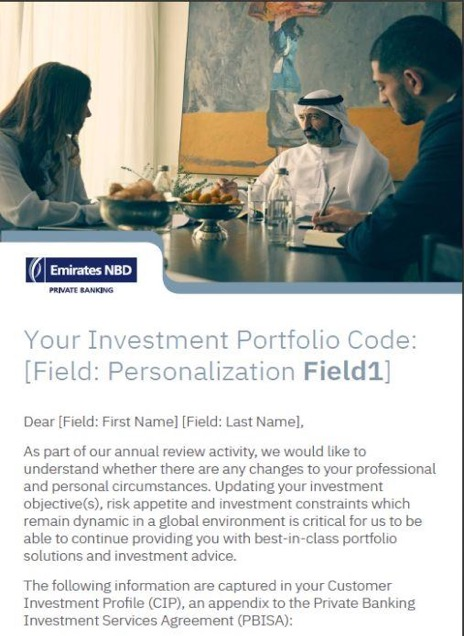 Emirates NBD
PRIVATE BANKING
Your Investment Portfolio Code:
[Field: Personalization Field1]
Dear [Field: First Name] [Field: Last Name],
As part of our annual review activity, we would like to
understand whether there are any changes to your professional
and personal circumstances. Updating your investment
objective(s), risk appetite and investment constraints which
remain dynamic in a global environment is critical for us to be
able to continue providing you with best-in-class portfolio
solutions and investment advice.
The following information are captured in your Customer
Investment Profile (CIP), an appendix to the Private Banking
Investment Services Agreement (PBISA):